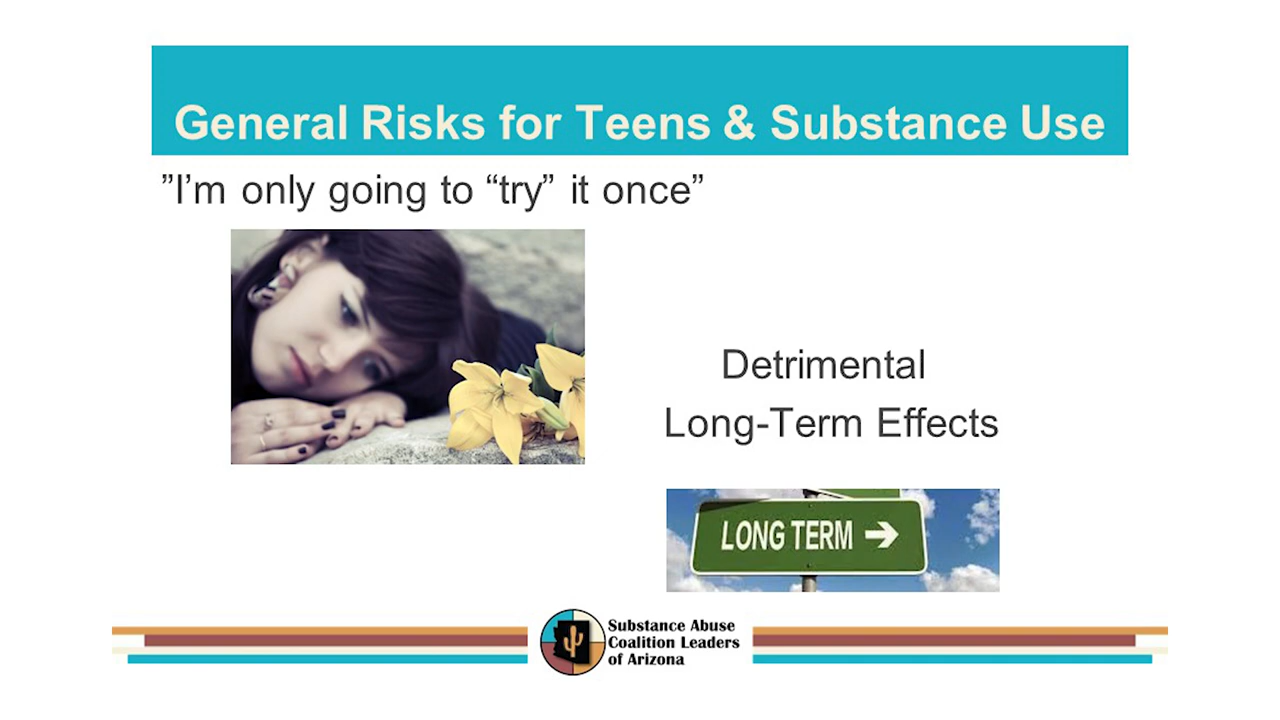 General Risks for Teens & Substance Use
”I’m only going to “try” it once”
Detrimental
Long-Term Effects
LONG TERM →
Substance Abuse
Coalition Leaders
of Arizona